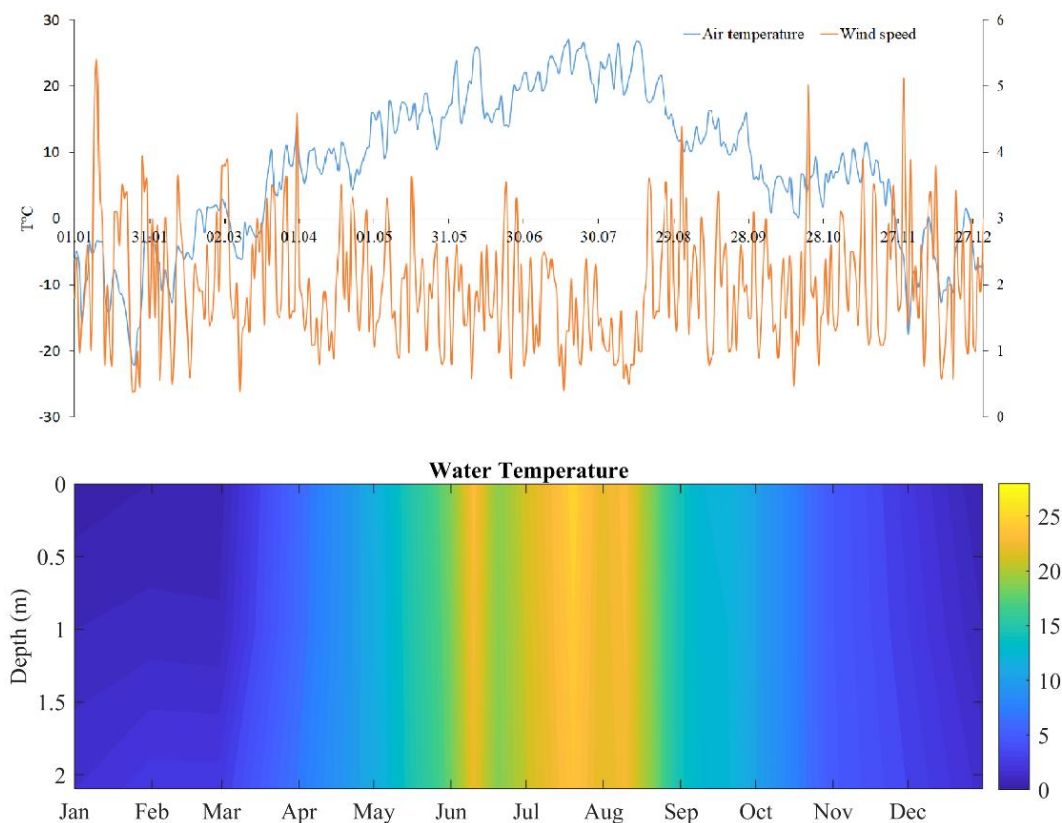 30
6
Air temperature
Wind speed
20
5
10
4
T°C
0
3
01.01
31.01
02.03
01.04
01.05
31.05
30.06
30.07
29.08
28.09
28.10
27.11
27.12
-10
2
-20
1
-30
0
Water Temperature
0
0.5
1
1.5
2
Depth (m)
25
20
15
10
5
0
Jan
Feb
Mar
Apr
May
Jun
Jul
Aug
Sep
Oct
Nov
Dec